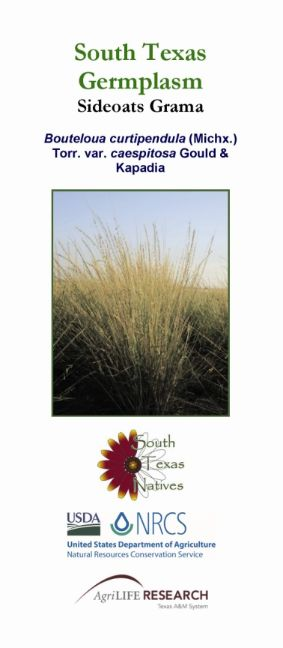 South Texas
Germplasm
Sideoats Grama
Bouteloua curtipendula (Michx.)
Torr. var. caespitosa Gould &
Kapadia
South
Texas
Natives
USDA NRCS
United States Department of Agriculture
Natural Resources Conservation Service
AgriLIFE RESEARCH
Texas A&M System